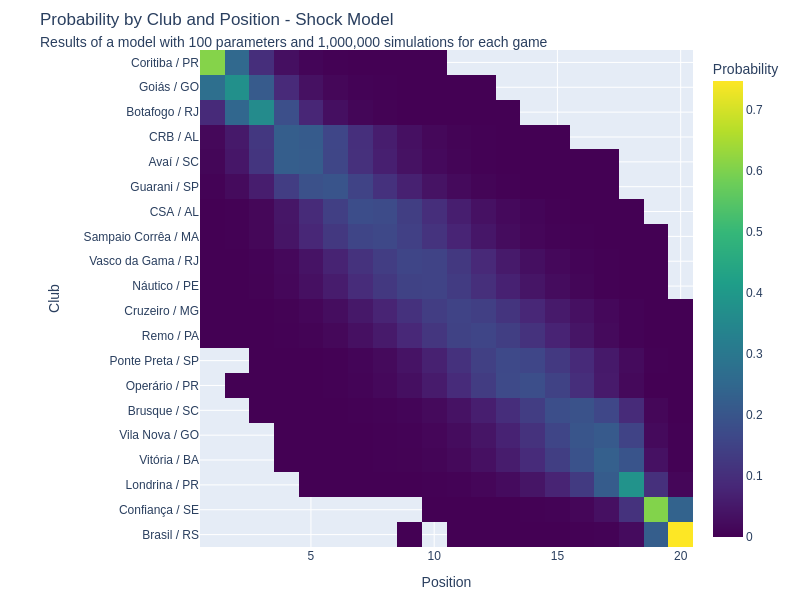 Probability by Club and Position - Shock Model
Results of a model with 100 parameters and 1,000,000 simulations for each game
Probability
Coritiba / PR
Goiás / GO
Botafogo / RJ
CRB / AL
Avaí / SC
Guarani / SP
CSA / AL
Sampaio Corrêa / MA
Vasco da Gama / RJ
Náutico / PE
Cruzeiro / MG
Remo / PA
Ponte Preta / SP
Operário / PR
Brusque / SC
Vila Nova / GO
Vitória / BA
Londrina / PR
Confiança / SE
Brasil / RS
Club
5
10
15
20
Position
0.7
0.6
0.5
0.4
0.3
0.2
0.1
0